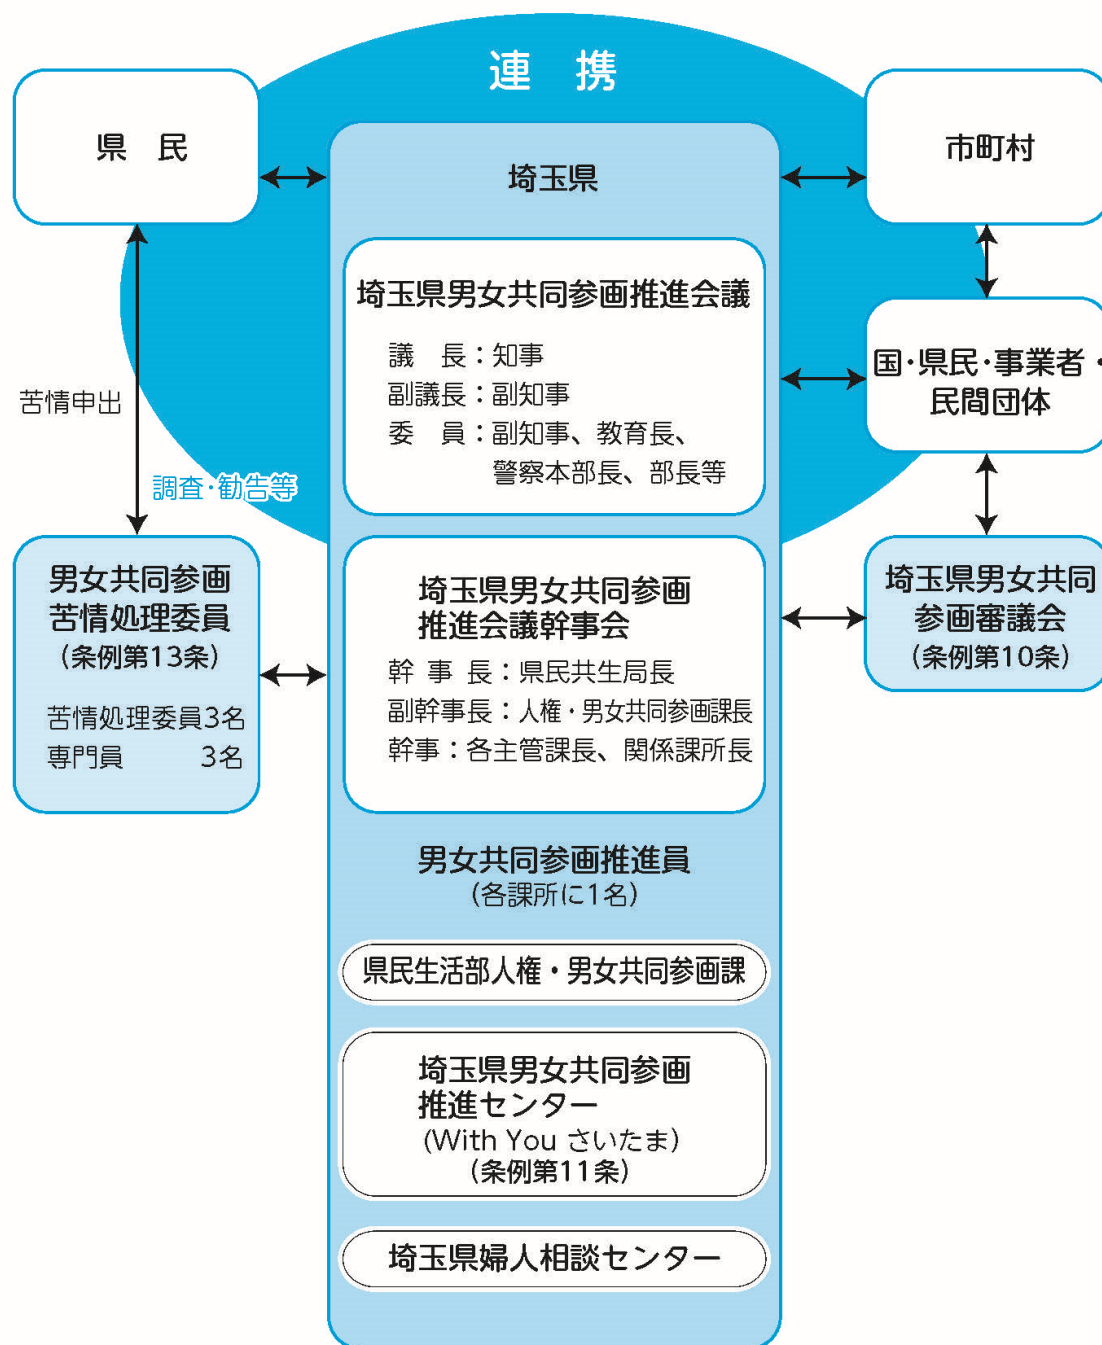 連 携
県 民
埼玉県
市町村
埼玉県男女共同参画推進会議
議 長：知事
副議長：副知事
委 員：副知事、教育長、
警察本部長、部長等
国・県民・事業者・
民間団体
苦情申出
調査・勧告等
男女共同参画
苦情処理委員
（条例第13条）
苦情処理委員3名
専門員 3名
埼玉県男女共同参画
推進会議幹事会
幹 事 長：県民共生局長
副幹事長：人権・男女共同参画課長
幹事：各主管課長、関係課所長
埼玉県男女共同
参画審議会
（条例第10条）
男女共同参画推進員
（各課所に1名）
県民生活部人権・男女共同参画課
埼玉県男女共同参画
推進センター
（With You さいたま）
（条例第11条）
埼玉県婦人相談センター